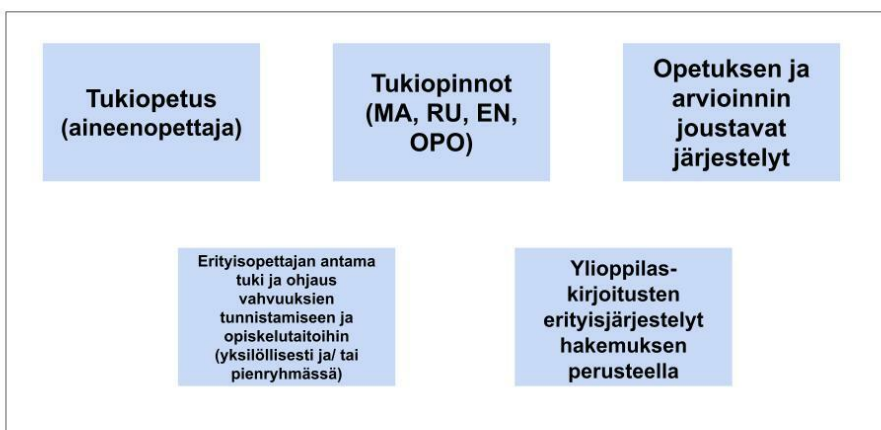 Tukiopetus
(aineenopettaja)
Tukiopinnot
(MA, RU, EN,
OPO)
Opetuksen ja
arvioinnin
joustavat
järjestelyt
Erityisopettajan antama
tuki ja ohjaus
vahvuuksien
tunnistamiseen ja
opiskelutaitoihin
(yksilöllisesti ja/ tai
pienryhmässä)
Ylioppilas-
kirjoitusten
erityisjärjestelyt
hakemuksen
perusteella